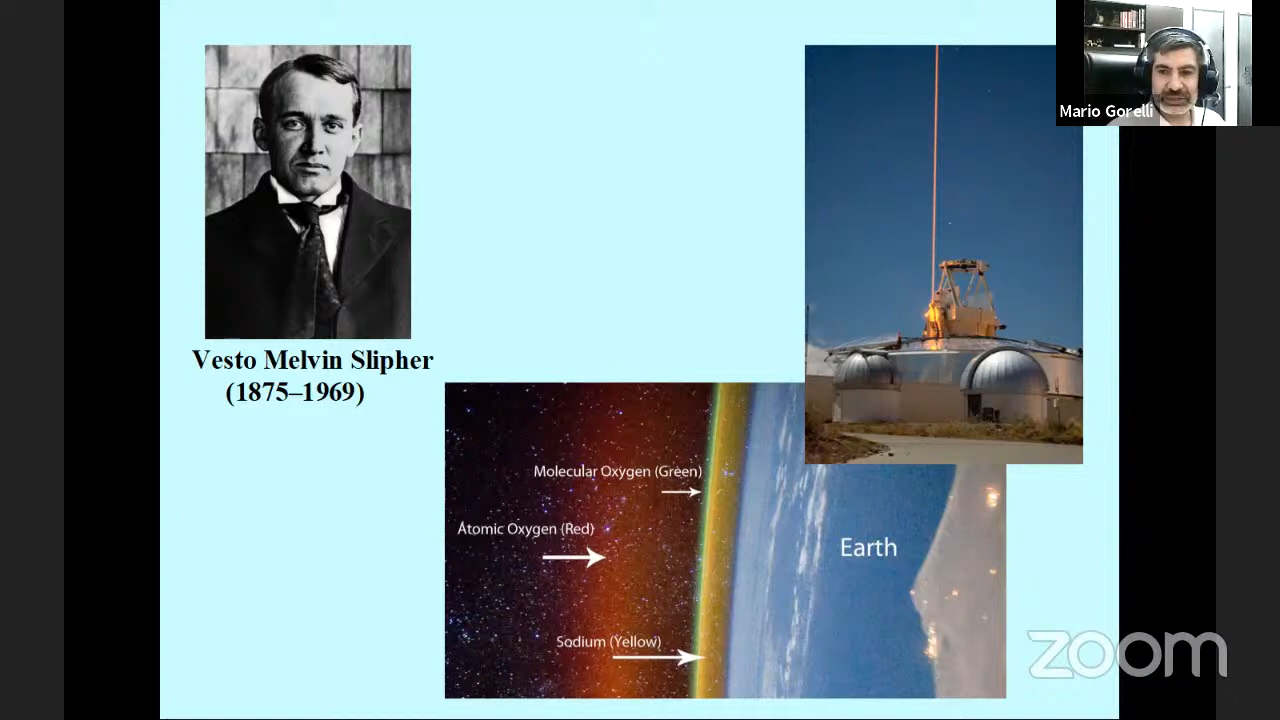 Mario Gorelli
Vesto Melvin Slipher
(1875–1969)
Molecular Oxygen (Green)
Atomic Oxygen (Red)
Earth
Sodium (Yellow)
zoom